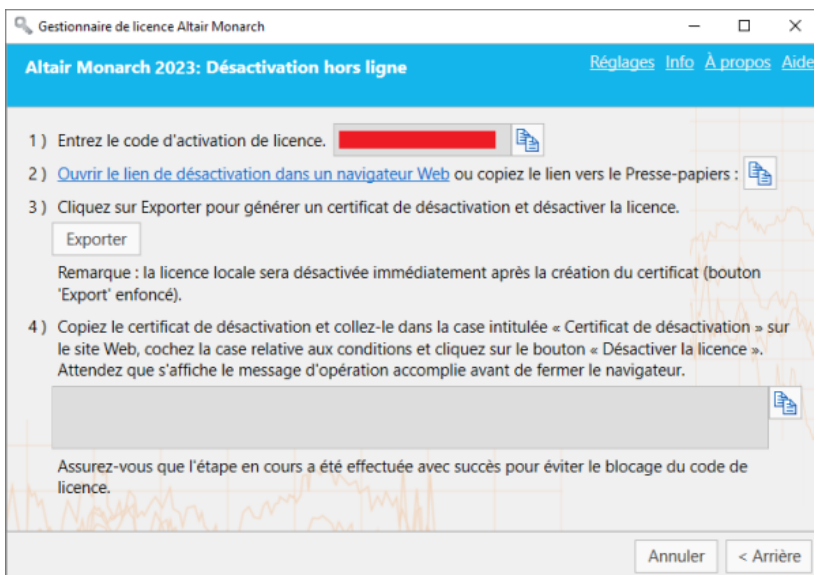 Gestionnaire de licence Altair Monarch
Altair Monarch 2023: Désactivation hors ligne
Réglages Info À propos Aide
1 ) Entrez le code d'activation de licence.
2 ) Ouvrir le lien de désactivation dans un navigateur Web ou copiez le lien vers le Presse-papiers :
3 ) Cliquez sur Exporter pour générer un certificat de désactivation et désactiver la licence.
Exporter
Remarque : la licence locale sera désactivée immédiatement après la création du certificat (bouton
'Export' enfoncé).
4 ) Copiez le certificat de désactivation et collez-le dans la case intitulée « Certificat de désactivation » sur
le site Web, cochez la case relative aux conditions et cliquez sur le bouton « Désactiver la licence ».
Attendez que s'affiche le message d'opération accomplie avant de fermer le navigateur.
Assurez-vous que l'étape en cours a été effectuée avec succès pour éviter le blocage du code de
licence.
Annuler
< Arrière